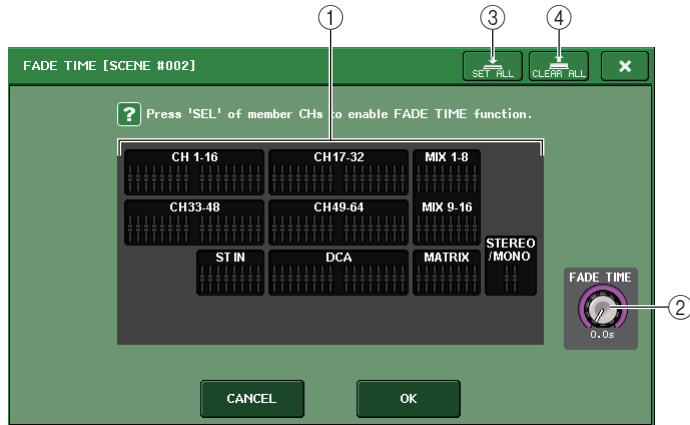 ① ③ ④
FADE TIME [SCENE #002]
SET ALL
CLEAR ALL
×
? Press 'SEL' of member CHs to enable FADE TIME function.
CH 1-16 CH17-32 MIX 1-8
CH33-48 CH49-64 MIX 9-16
STEREO
/MONO
ST IN DCA MATRIX
FADE TIME
②
0.0s
CANCEL OK